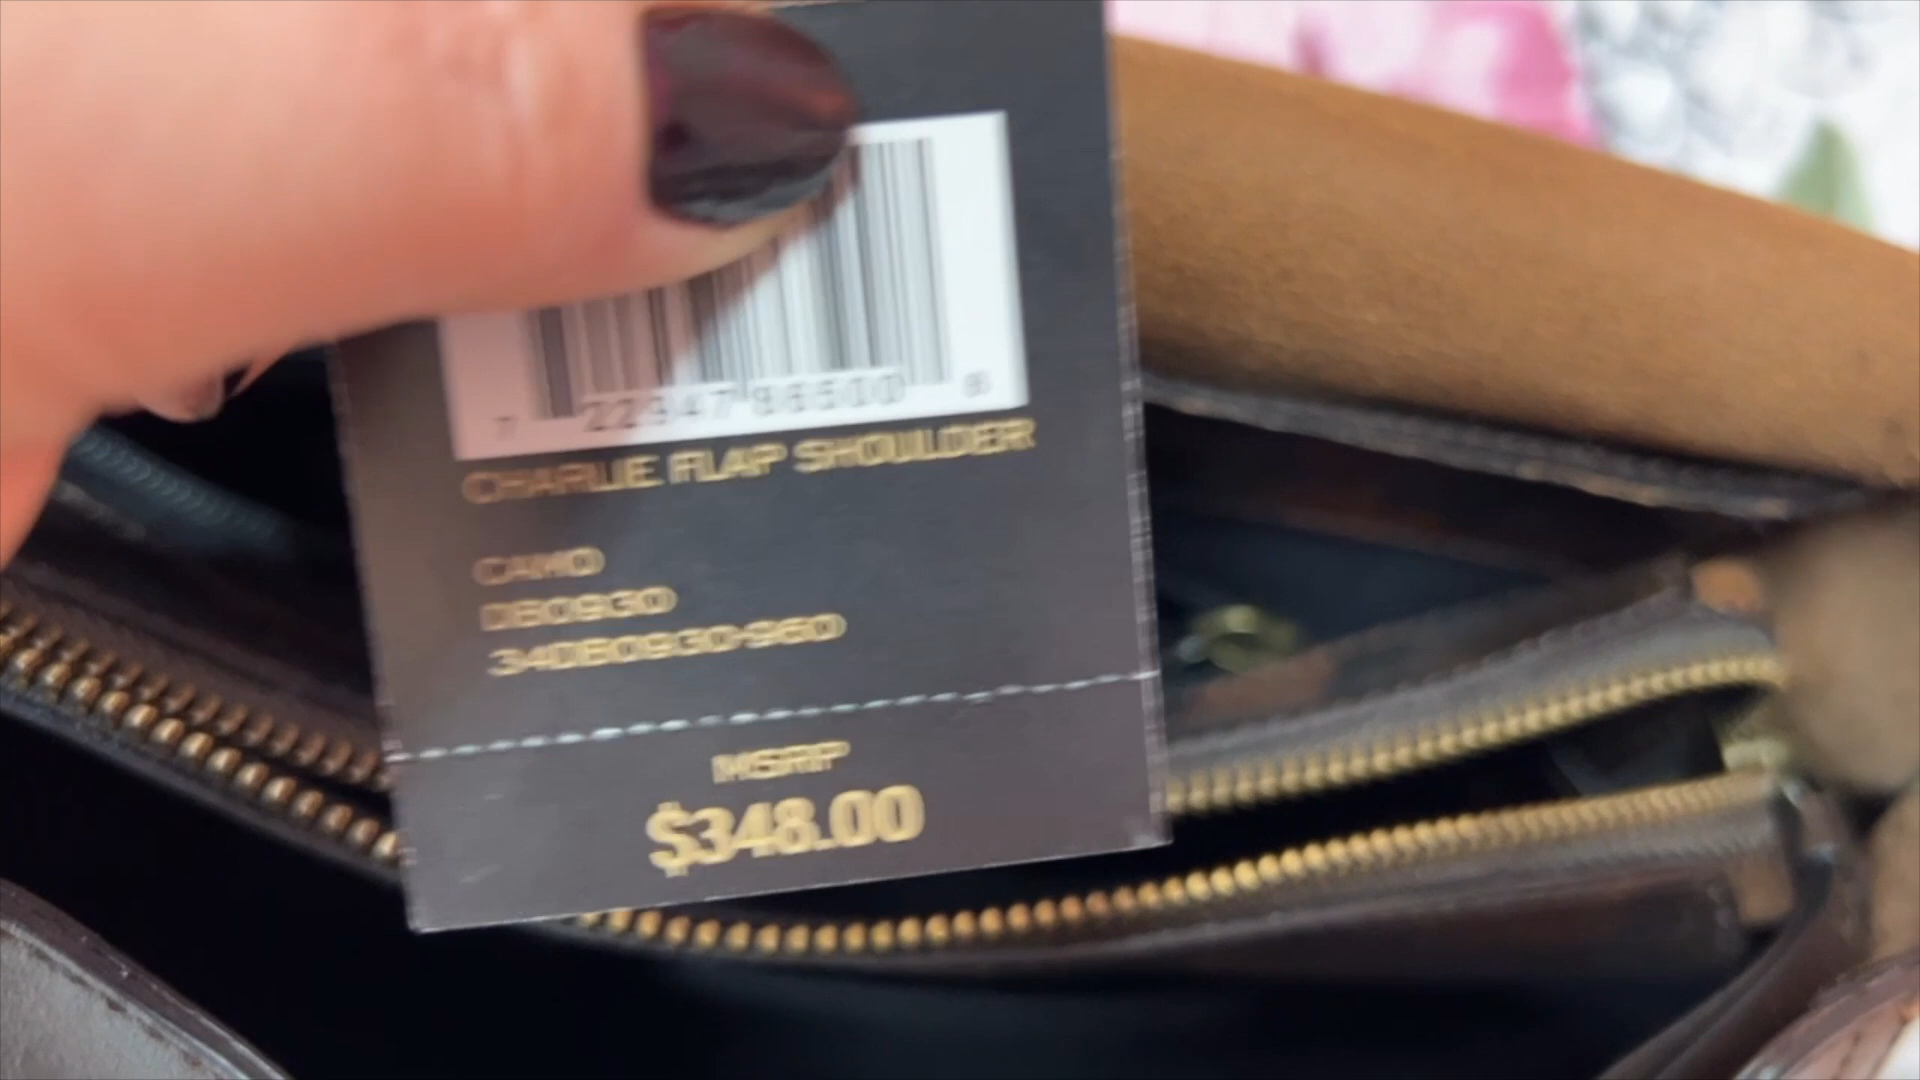 CHARLIE FLAP SHOULDER
CAMO
DB0930
34DB0930-960
MSRP
$348.00